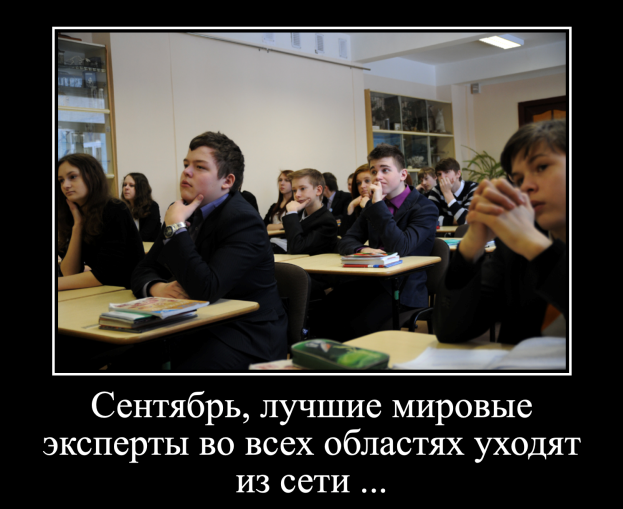 Сентябрь, лучшие мировые
эксперты во всех областях уходят
из сети ...